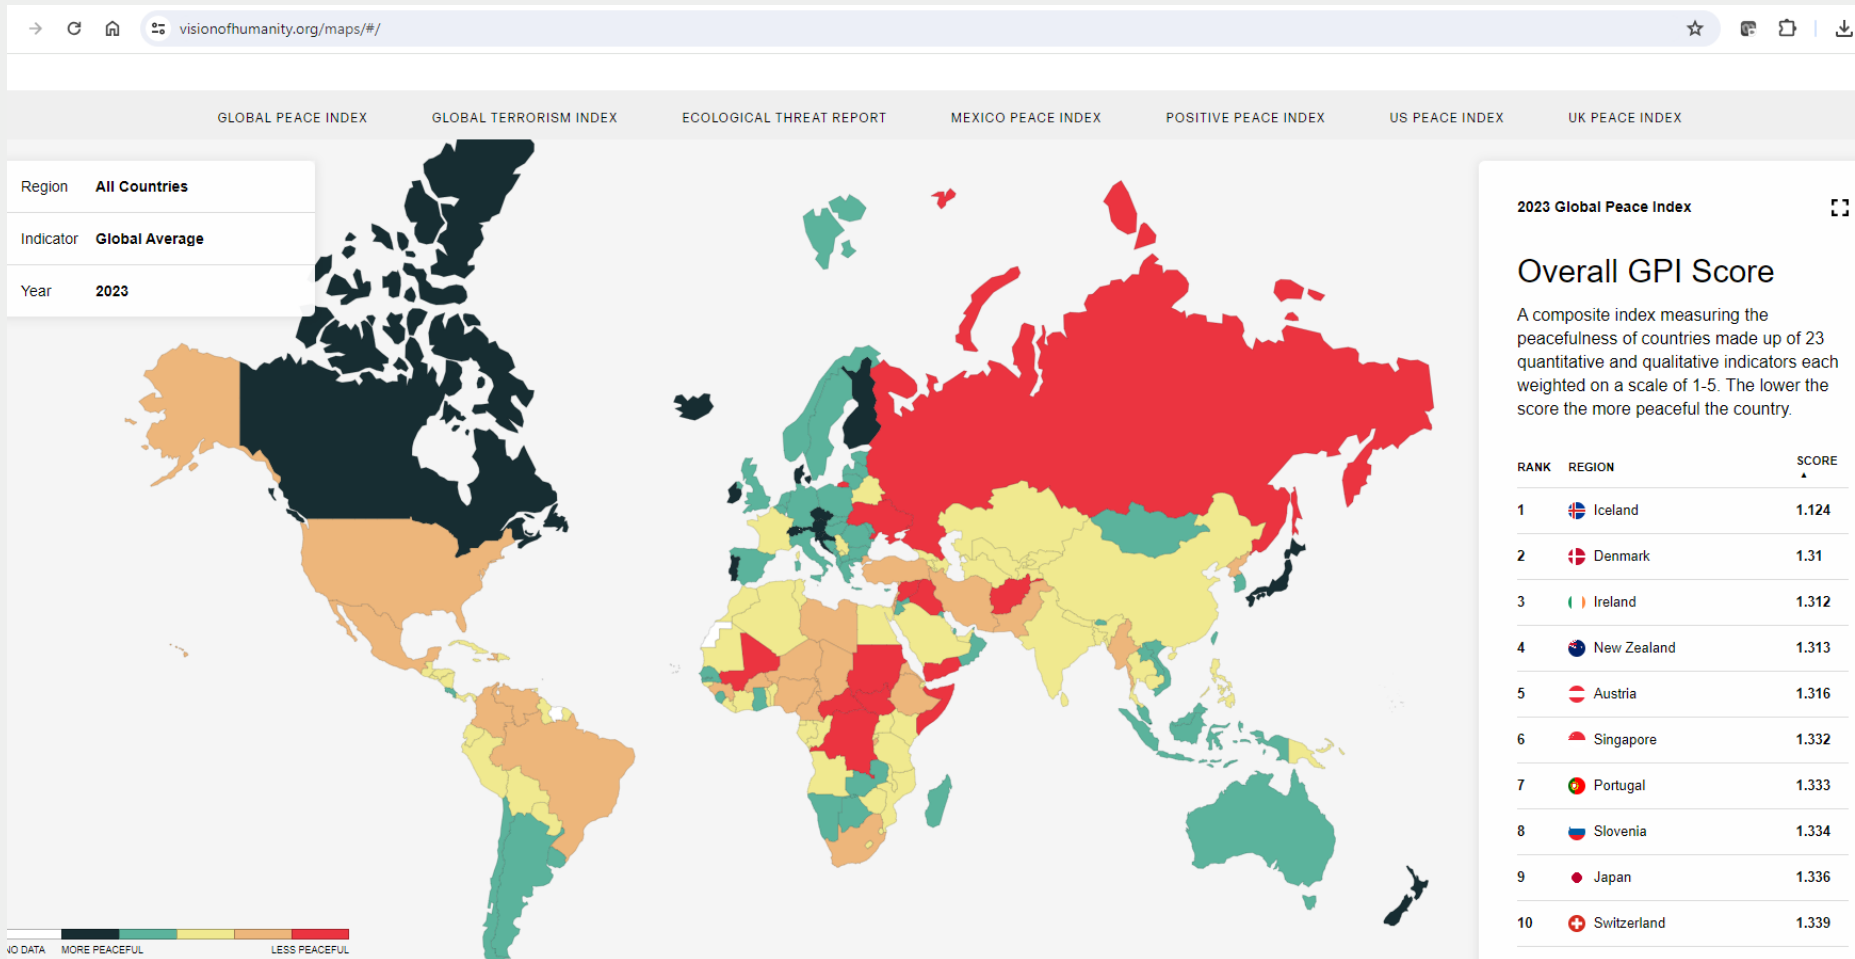 visionofhumanity.org/maps/#/
GLOBAL PEACE INDEX
GLOBAL TERRORISM INDEX
ECOLOGICAL THREAT REPORT
MEXICO PEACE INDEX
POSITIVE PEACE INDEX
US PEACE INDEX
UK PEACE INDEX
Region All Countries
Indicator Global Average
Year 2023
NO DATA
MORE PEACEFUL
LESS PEACEFUL
2023 Global Peace Index
Overall GPI Score
A composite index measuring the
peacefulness of countries made up of 23
quantitative and qualitative indicators each
weighted on a scale of 1-5. The lower the
score the more peaceful the country.
RANK REGION SCORE
1 Iceland 1.124
2 Denmark 1.31
3 Ireland 1.312
4 New Zealand 1.313
5 Austria 1.316
6 Singapore 1.332
7 Portugal 1.333
8 Slovenia 1.334
9 Japan 1.336
10 Switzerland 1.339